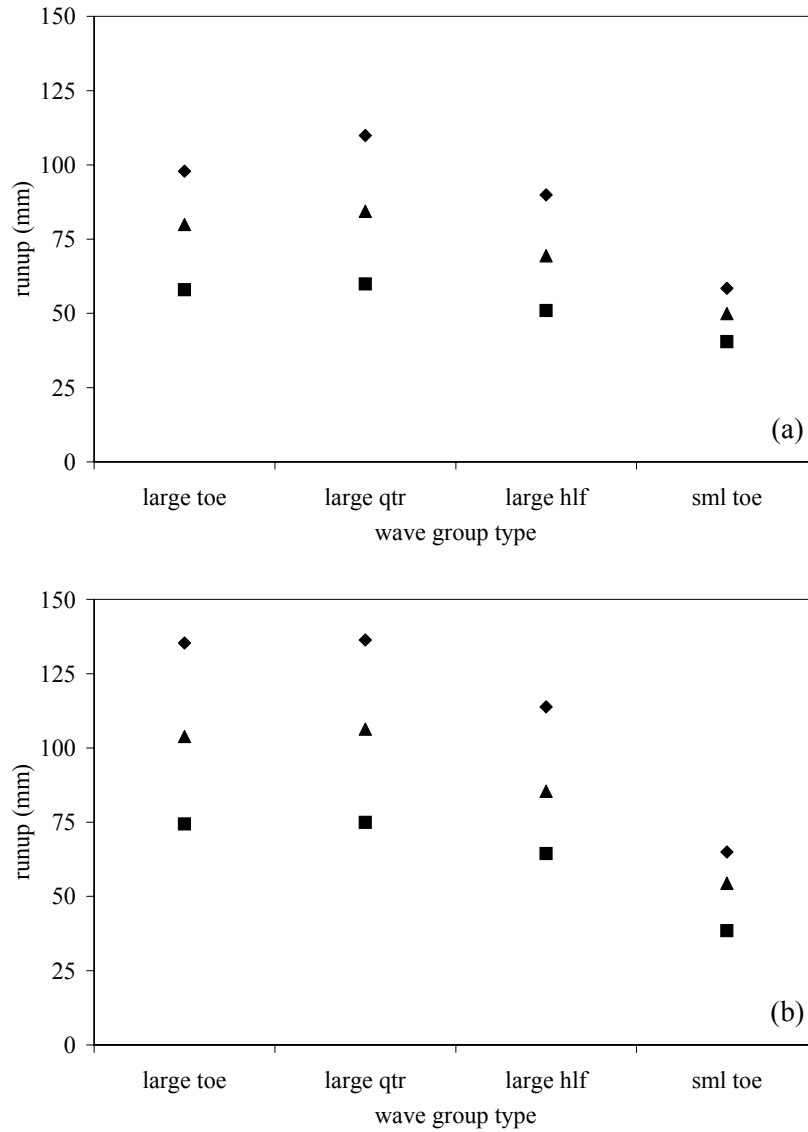 150
125
100
75
50
25
0
runup (mm)
(a)
large toe large qtr large hlf sml toe
wave group type
150
125
100
75
50
25
0
runup (mm)
(b)
large toe large qtr large hlf sml toe
wave group type